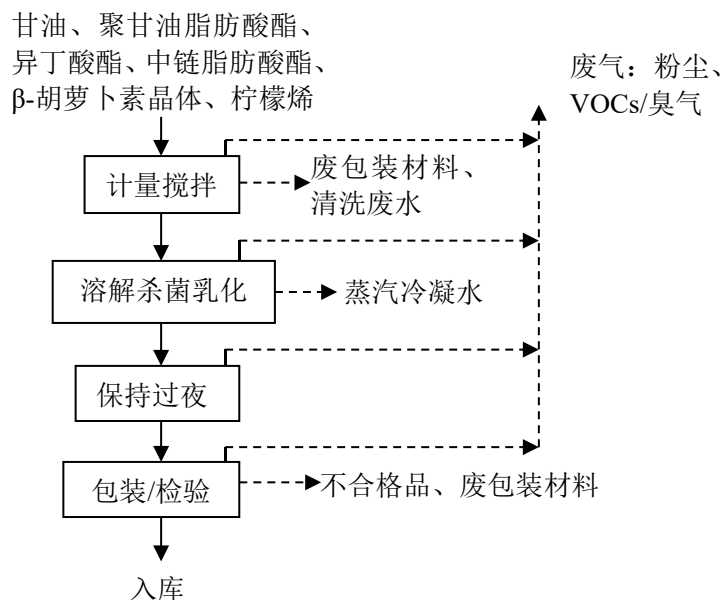 甘油、聚甘油脂肪酸酯、
异丁酸酯、中链脂肪酸酯、
β-胡萝卜素晶体、柠檬烯
废气：粉尘、
VOCs/臭气
计量搅拌
废包装材料、
清洗废水
溶解杀菌乳化
蒸汽冷凝水
保持过夜
包装/检验
不合格品、废包装材料
入库